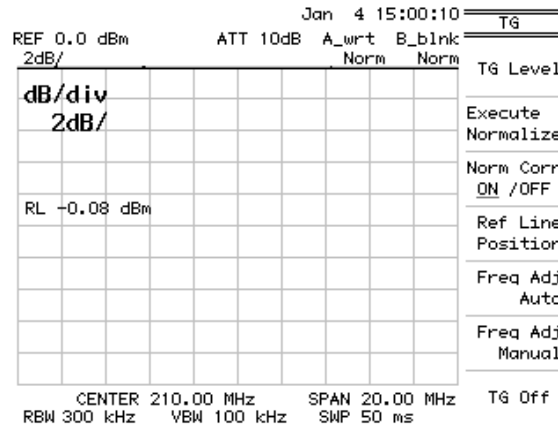 Jan 4 15:00:10
TG
REF 0.0 dBm ATT 10dB A_wrt B_blnk
2dB/ Norm Norm
TG Level
dB/div
2dB/
Execute
Normalize
Norm Corr
ON /OFF
RL -0.08 dBm
Ref Line
Position
Freq Adj
Auto
Freq Adj
Manual
TG Off
CENTER 210.00 MHz SPAN 20.00 MHz
RBW 300 kHz VBW 100 kHz SWP 50 ms